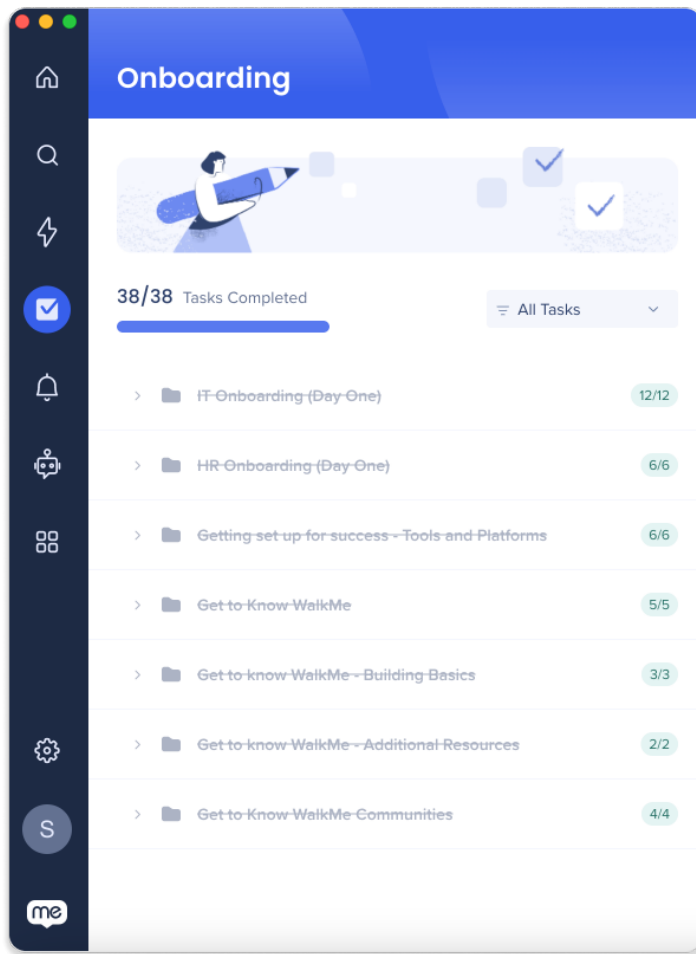 Onboarding
38/38 Tasks Completed
All Tasks
IT Onboarding (Day One) 12/12
HR Onboarding (Day One) 6/6
Getting set up for success - Tools and Platforms 6/6
Get to Know WalkMe 5/5
Get to know WalkMe - Building Basics 3/3
Get to know WalkMe - Additional Resources 2/2
Get to Know WalkMe Communities 4/4
S
me